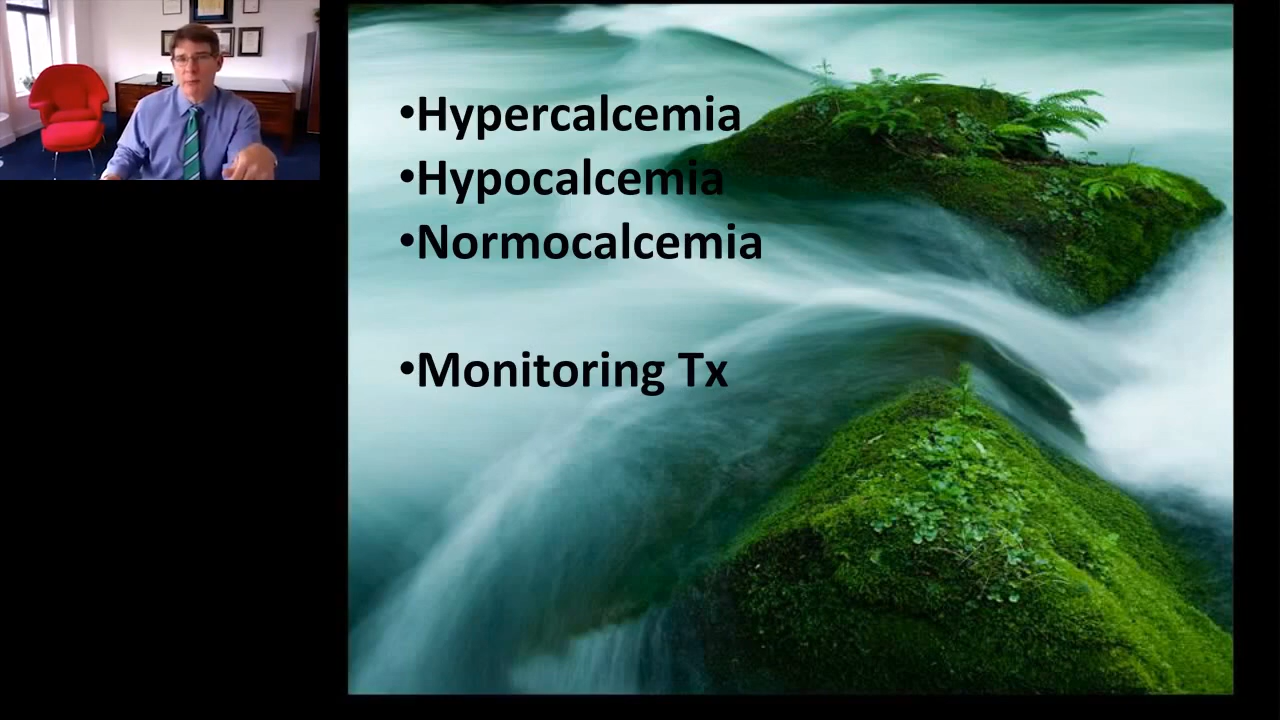 •Hypercalcemia
•Hypocalcemia
•Normocalcemia
•Monitoring Tx